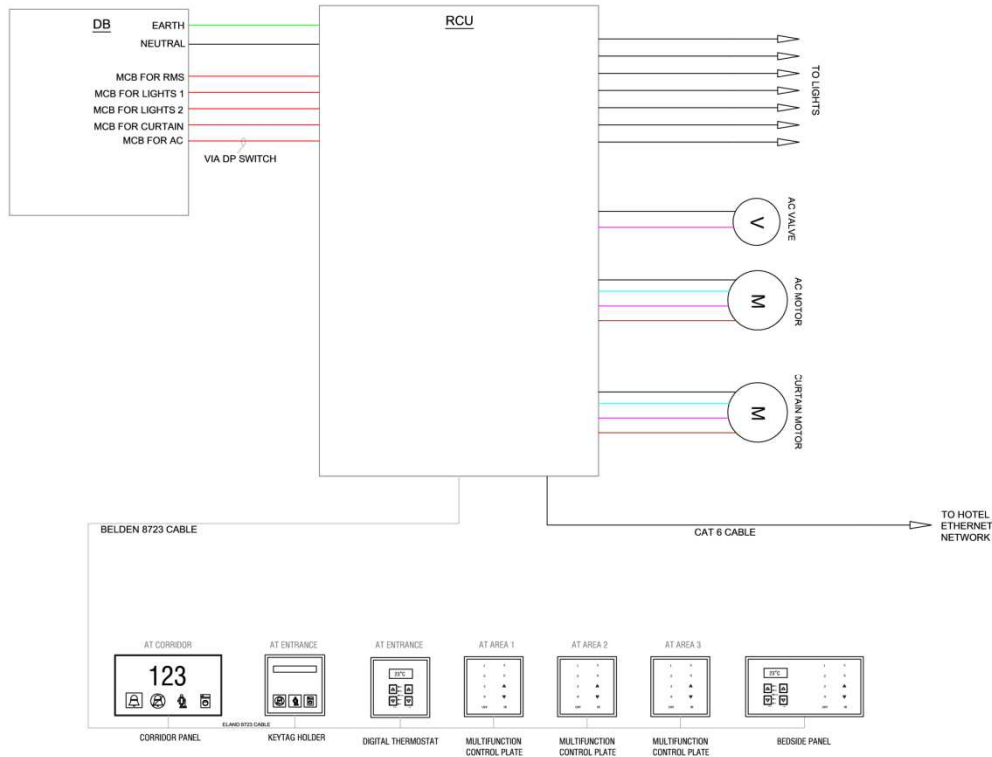 DB
EARTH
NEUTRAL
MCB FOR RMS
MCB FOR LIGHTS 1
MCB FOR LIGHTS 2
MCB FOR CURTAIN
MCB FOR AC
VIA DP SWITCH
RCU
TO LIGHTS
V
AC VALVE
M
AC MOTOR
M
CURTAIN MOTOR
BELDEN 8723 CABLE
CAT 6 CABLE
TO HOTEL
ETHERNET
NETWORK
AT CORRIDOR
AT ENTRANCE
AT ENTRANCE
AT AREA 1
AT AREA 2
AT AREA 3
123
23°C
23°C
ELAND 8723 CABLE
CORRIDOR PANEL
KEYTAG HOLDER
DIGITAL THERMOSTAT
MULTIFUNCTION
CONTROL PLATE
MULTIFUNCTION
CONTROL PLATE
MULTIFUNCTION
CONTROL PLATE
BEDSIDE PANEL